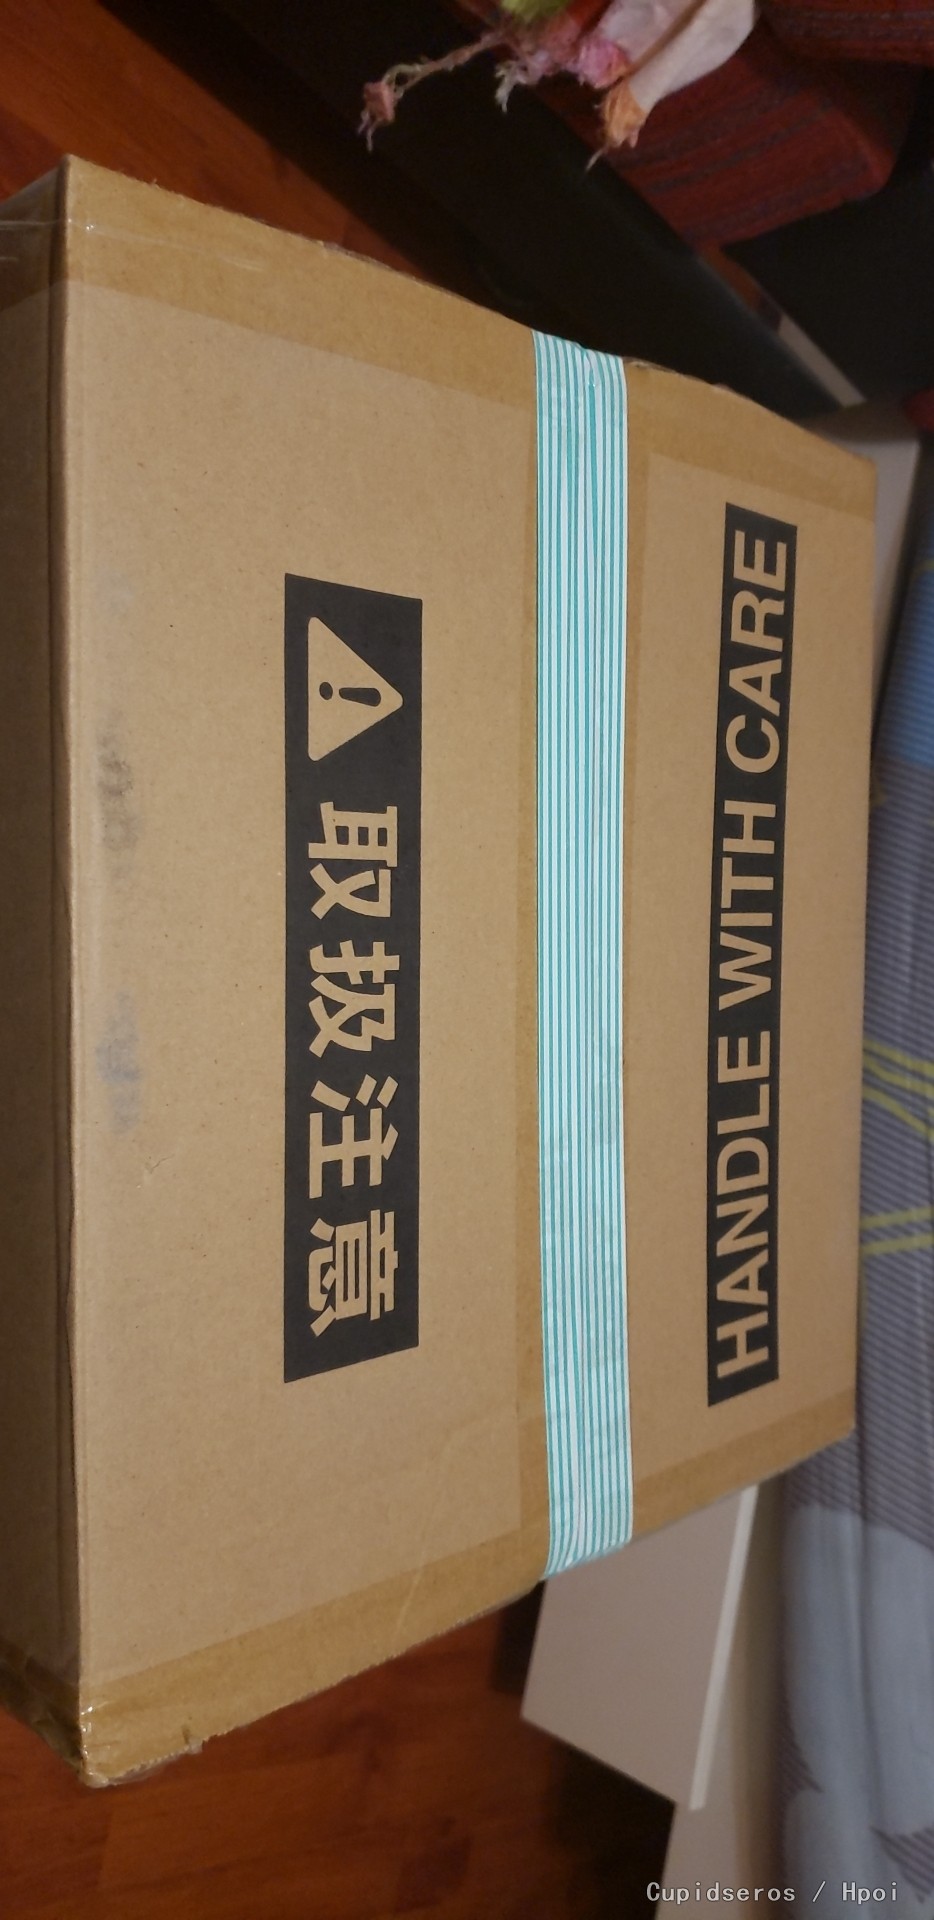 取扱注意
HANDLE WITH CARE
Cupidseros / Hpoi